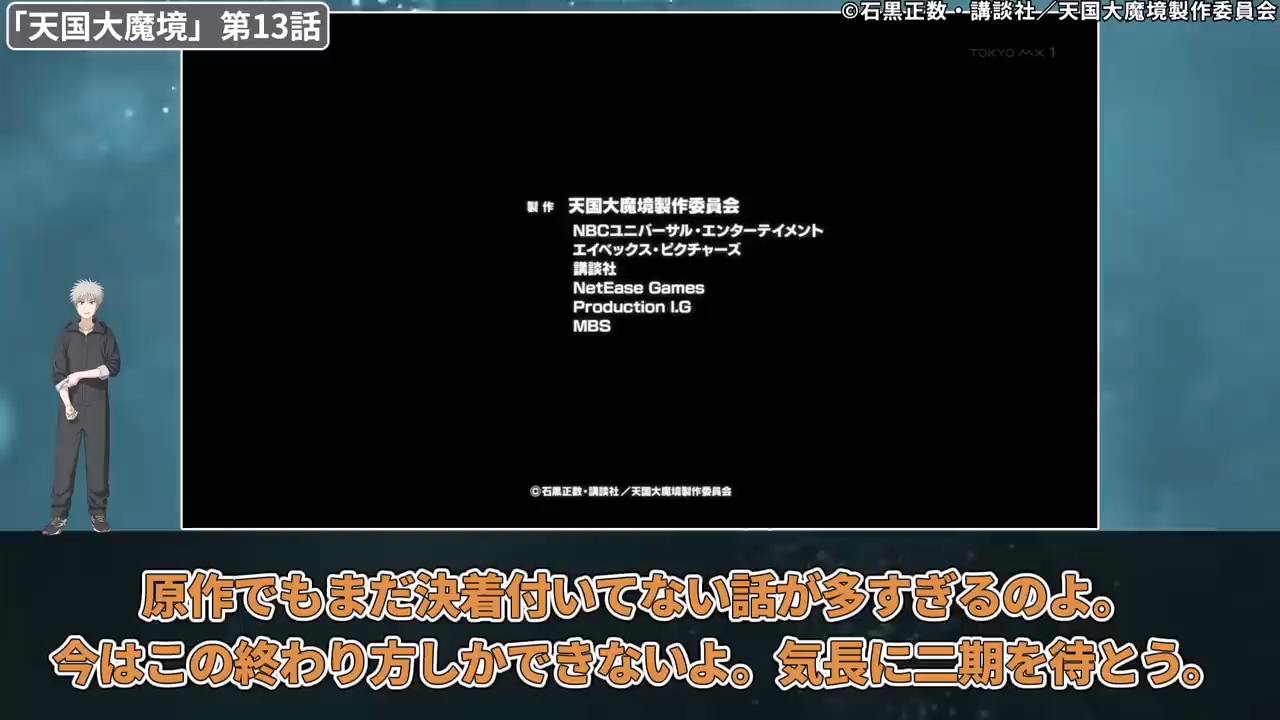 「天国大魔境」第13話
©石黒正数・講談社／天国大魔境製作委員会
TOKYO MX 1
製作 天国大魔境製作委員会
NBCユニバーサル・エンターテイメント
エイベックス・ピクチャーズ
講談社
NetEase Games
Production I.G
MBS
©石黒正数・講談社／天国大魔境製作委員会
原作でもまだ決着付いてない話が多すぎるのよ。
今はこの終わり方しかできないよ。気長に二期を待とう。